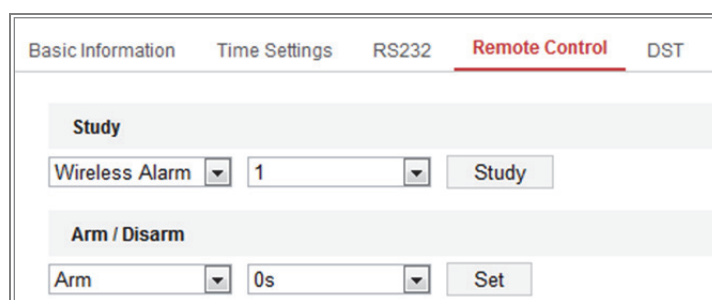 Basic Information Time Settings RS232 Remote Control DST
Study
Wireless Alarm 1 Study
Arm / Disarm
Arm 0s Set